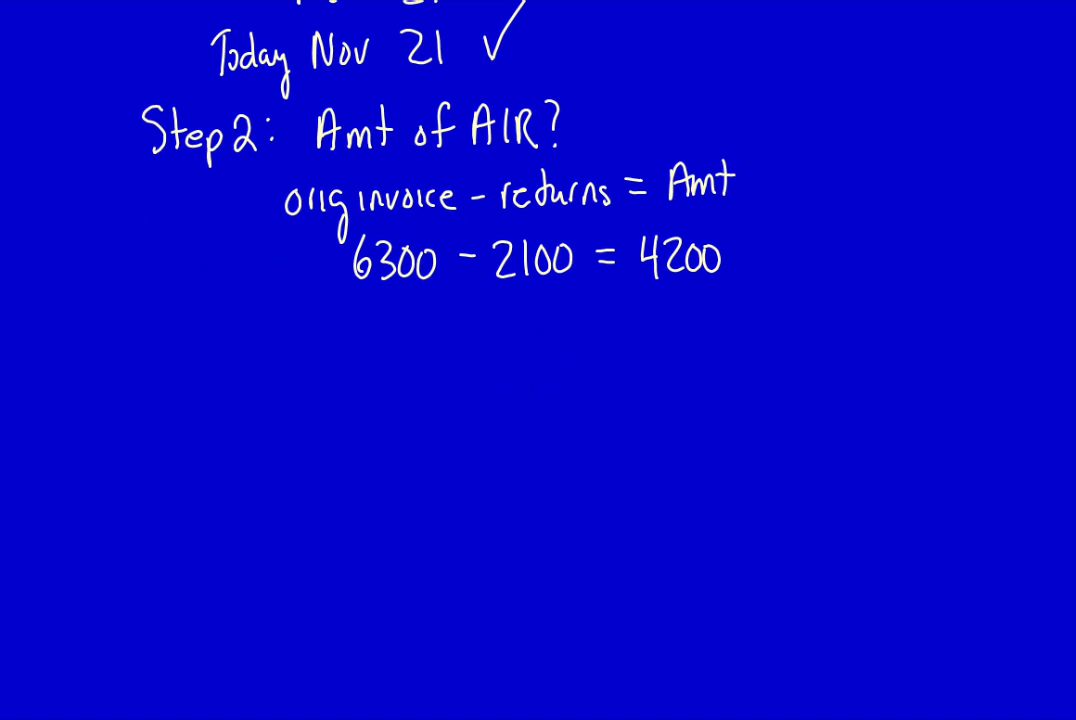 Today Nov 21 ✓
Step 2: Amt of A/R?
orig invoice - returns = Amt
6300 - 2100 = 4200